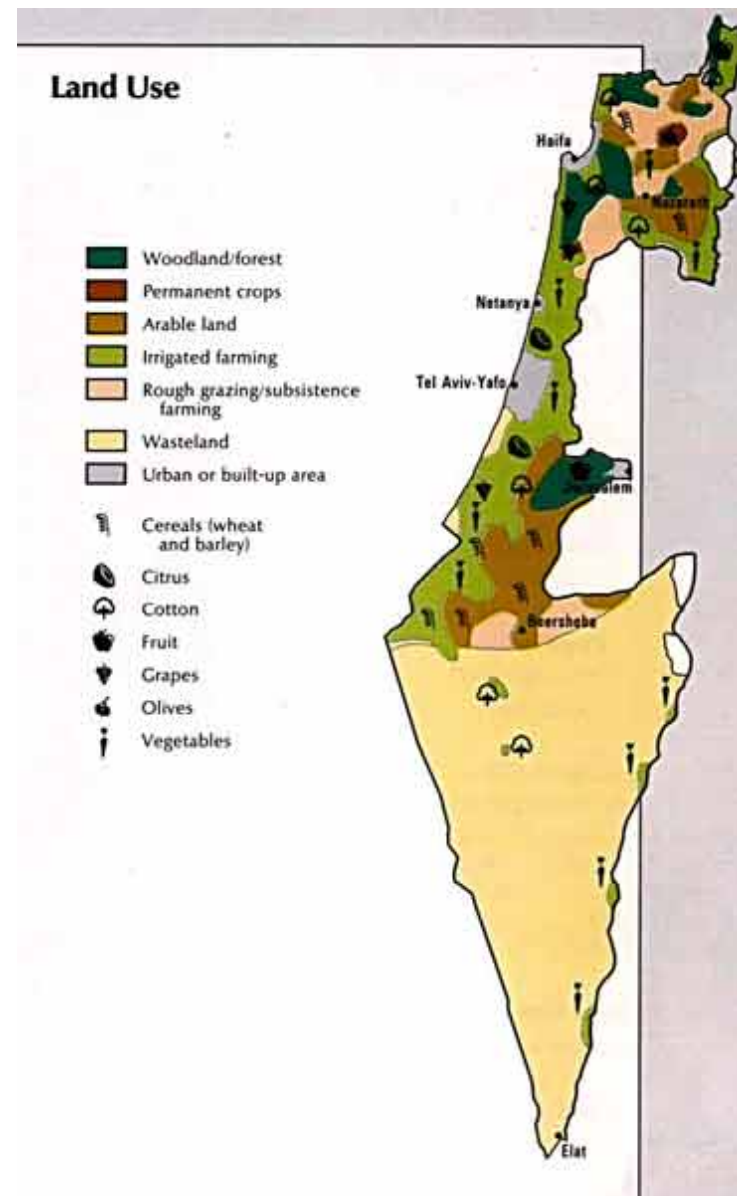 Land Use
Woodland/forest
Permanent crops
Arable land
Irrigated farming
Rough grazing/subsistence
farming
Wasteland
Urban or built-up area
Cereals (wheat
and barley)
Citrus
Cotton
Fruit
Grapes
Olives
Vegetables
Haifa
Nazareth
Netanya
Tel Aviv-Yafo
Jerusalem
Beersheba
Elat